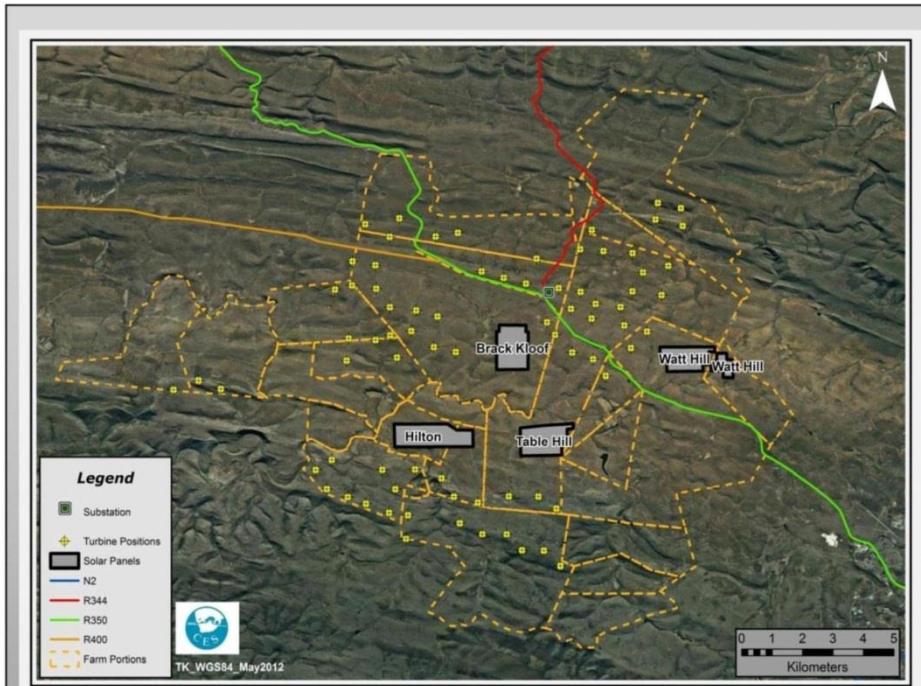 N
Brack Kloof
Watt Hill
Watt Hill
Hilton
Table Hill
Legend
Substation
Turbine Positions
Solar Panels
N2
R344
R350
R400
Farm Portions
CES
TK_WGS84_May2012
0 1 2 3 4 5
Kilometers